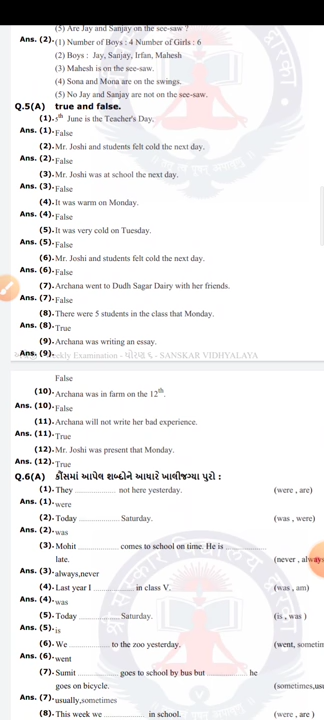 (5) Are Jay and Sanjay on the see-saw ?
Ans. (2). (1) Number of Boys : 4 Number of Girls : 6
(2) Boys : Jay, Sanjay, Irfan, Mahesh
(3) Mahesh is on the see-saw.
(4) Sona and Mona are on the swings.
(5) No Jay and Sanjay are not on the see-saw.
Q.5(A) true and false.
(1). 5th June is the Teacher's Day.
Ans. (1). False
(2). Mr. Joshi and students felt cold the next day.
Ans. (2). False
(3). Mr. Joshi was at school the next day.
Ans. (3). False
(4). It was warm on Monday.
Ans. (4). False
(5). It was very cold on Tuesday.
Ans. (5). False
(6). Mr. Joshi and students felt cold the next day.
Ans. (6). False
(7). Archana went to Dudh Sagar Dairy with her friends.
Ans. (7). False
(8). There were 5 students in the class that Monday.
Ans. (8). True
(9). Archana was writing an essay.
Ans. (9). ekly Examination - ધોરણ ૬ - SANSKAR VIDHYALAYA
False
(10). Archana was in farm on the 12th.
Ans. (10). False
(11). Archana will not write her bad experience.
Ans. (11). True
(12). Mr. Joshi was present that Monday.
Ans. (12). True
Q.6(A) કૌંસમાં આપેલ શબ્દોને આધારે ખાલીજગ્યા પુરો :
(1). They .................. not here yesterday. (were , are)
Ans. (1). were
(2). Today .................. Saturday. (was , were)
Ans. (2). was
(3). Mohit .................. comes to school on time. He is ..................
late. (never , always
Ans. (3). always,never
(4). Last year I .................. in class V. (was , am)
Ans. (4). was
(5). Today .................. Saturday. (is , was )
Ans. (5). is
(6). We .................. to the zoo yesterday. (went, sometim
Ans. (6). went
(7). Sumit .................. goes to school by bus but .................. he
goes on bicycle. (sometimes,usu
Ans. (7). usually,sometimes
(8). This week we .................. in school. (were , are )